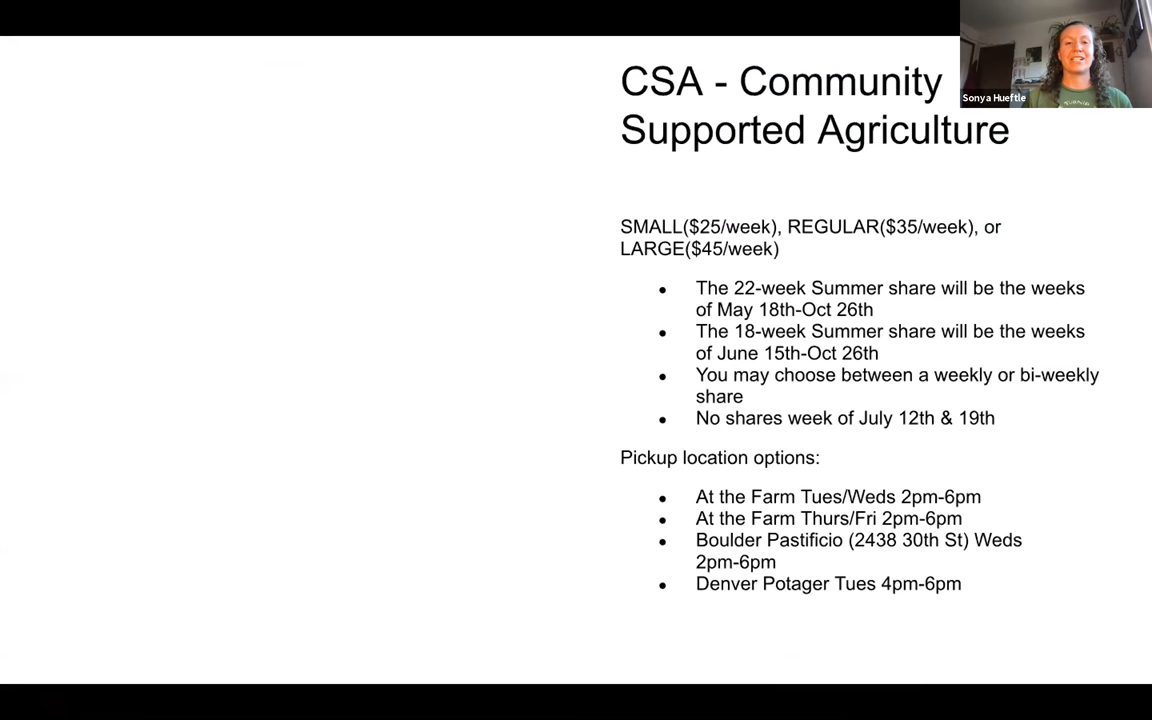 CSA - Community
Supported Agriculture
Sonya Hueftle
SMALL($25/week), REGULAR($35/week), or
LARGE($45/week)
● The 22-week Summer share will be the weeks
of May 18th-Oct 26th
● The 18-week Summer share will be the weeks
of June 15th-Oct 26th
● You may choose between a weekly or bi-weekly
share
● No shares week of July 12th & 19th
Pickup location options:
● At the Farm Tues/Weds 2pm-6pm
● At the Farm Thurs/Fri 2pm-6pm
● Boulder Pastificio (2438 30th St) Weds
2pm-6pm
● Denver Potager Tues 4pm-6pm